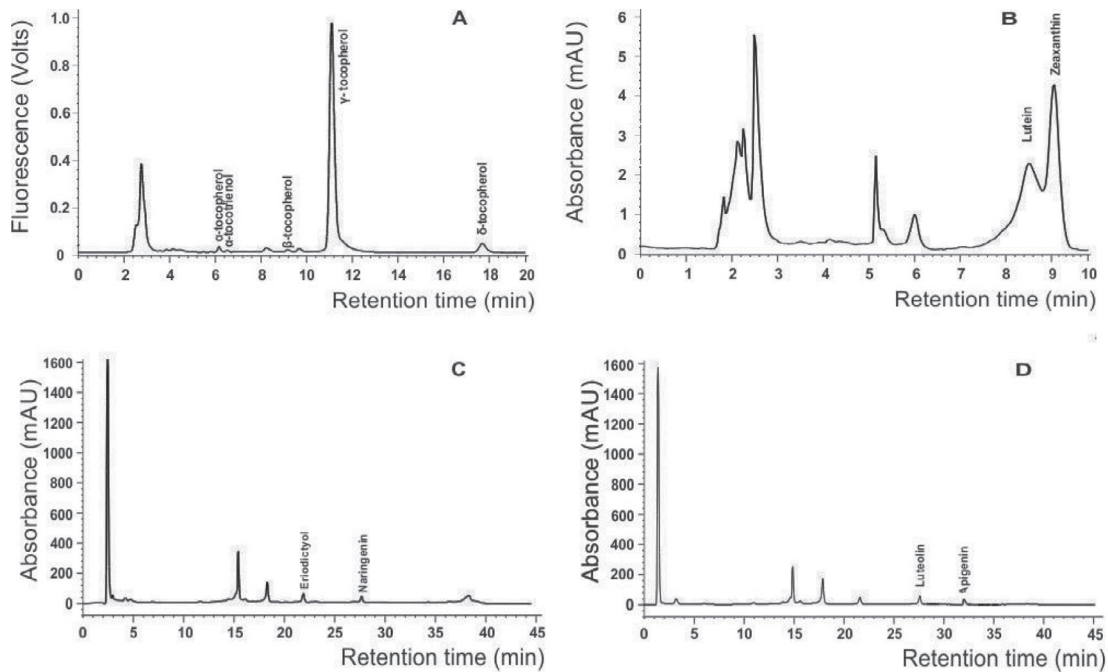 A
Fluorescence (Volts)
1.0
0.8
0.6
0.4
0.2
0
α-tocopherol
α-tocotrienol
β-tocopherol
γ- tocopherol
δ-tocopherol
0 2 4 6 8 10 12 14 16 18 20
Retention time (min)
B
Absorbance (mAU)
6
5
4
3
2
1
0
Lutein
Zeaxanthin
0 1 2 3 4 5 6 7 8 9 10
Retention time (min)
C
Absorbance (mAU)
1600
1400
1200
1000
800
600
400
200
0
Eriodictyol
Naringenin
0 5 10 15 20 25 30 35 40 45
Retention time (min)
D
Absorbance (mAU)
1600
1400
1200
1000
800
600
400
200
0
Luteolin
Apigenin
0 5 10 15 20 25 30 35 40 45
Retention time (min)